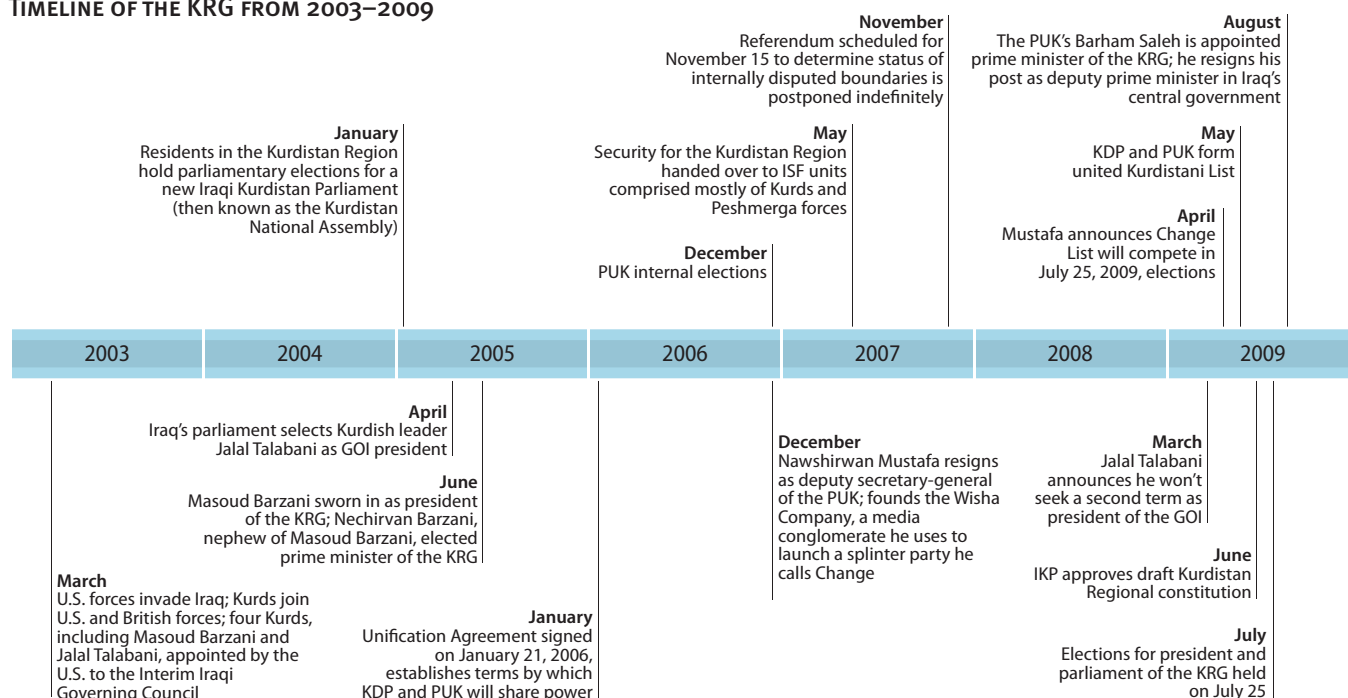 TIMELINE OF THE KRG FROM 2003–2009
November
Referendum scheduled for
November 15 to determine status of
internally disputed boundaries is
postponed indefinitely
August
The PUK's Barham Saleh is appointed
prime minister of the KRG; he resigns his
post as deputy prime minister in Iraq's
central government
January
Residents in the Kurdistan Region
hold parliamentary elections for a
new Iraqi Kurdistan Parliament
(then known as the Kurdistan
National Assembly)
May
Security for the Kurdistan Region
handed over to ISF units
comprised mostly of Kurds and
Peshmerga forces
May
KDP and PUK form
united Kurdistani List
December
PUK internal elections
April
Mustafa announces Change
List will compete in
July 25, 2009, elections
2003
2004
2005
2006
2007
2008
2009
April
Iraq's parliament selects Kurdish leader
Jalal Talabani as GOI president
June
Masoud Barzani sworn in as president
of the KRG; Nechirvan Barzani,
nephew of Masoud Barzani, elected
prime minister of the KRG
March
U.S. forces invade Iraq; Kurds join
U.S. and British forces; four Kurds,
including Masoud Barzani and
Jalal Talabani, appointed by the
U.S. to the Interim Iraqi
Governing Council
January
Unification Agreement signed
on January 21, 2006,
establishes terms by which
KDP and PUK will share power
December
Nawshirwan Mustafa resigns
as deputy secretary-general
of the PUK; founds the Wisha
Company, a media
conglomerate he uses to
launch a splinter party he
calls Change
March
Jalal Talabani
announces he won't
seek a second term as
president of the GOI
June
IKP approves draft Kurdistan
Regional constitution
July
Elections for president and
parliament of the KRG held
on July 25